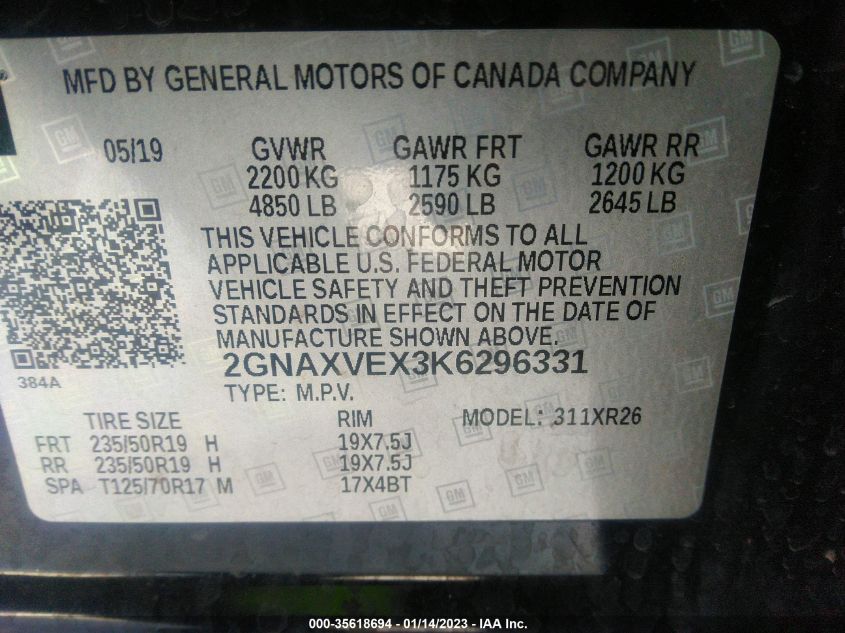 MFD BY GENERAL MOTORS OF CANADA COMPANY
05/19 GVWR GAWR FRT GAWR RR
2200 KG 1175 KG 1200 KG
4850 LB 2590 LB 2645 LB
THIS VEHICLE CONFORMS TO ALL
APPLICABLE U.S. FEDERAL MOTOR
VEHICLE SAFETY AND THEFT PREVENTION
STANDARDS IN EFFECT ON THE DATE OF
MANUFACTURE SHOWN ABOVE.
2GNAXVEX3K6296331
384A
TYPE: M.P.V.
TIRE SIZE RIM MODEL: 311XR26
FRT 235/50R19 H 19X7.5J
RR 235/50R19 H 19X7.5J
SPA T125/70R17 M 17X4BT
GM
000-35618694 - 01/14/2023 - IAA Inc.